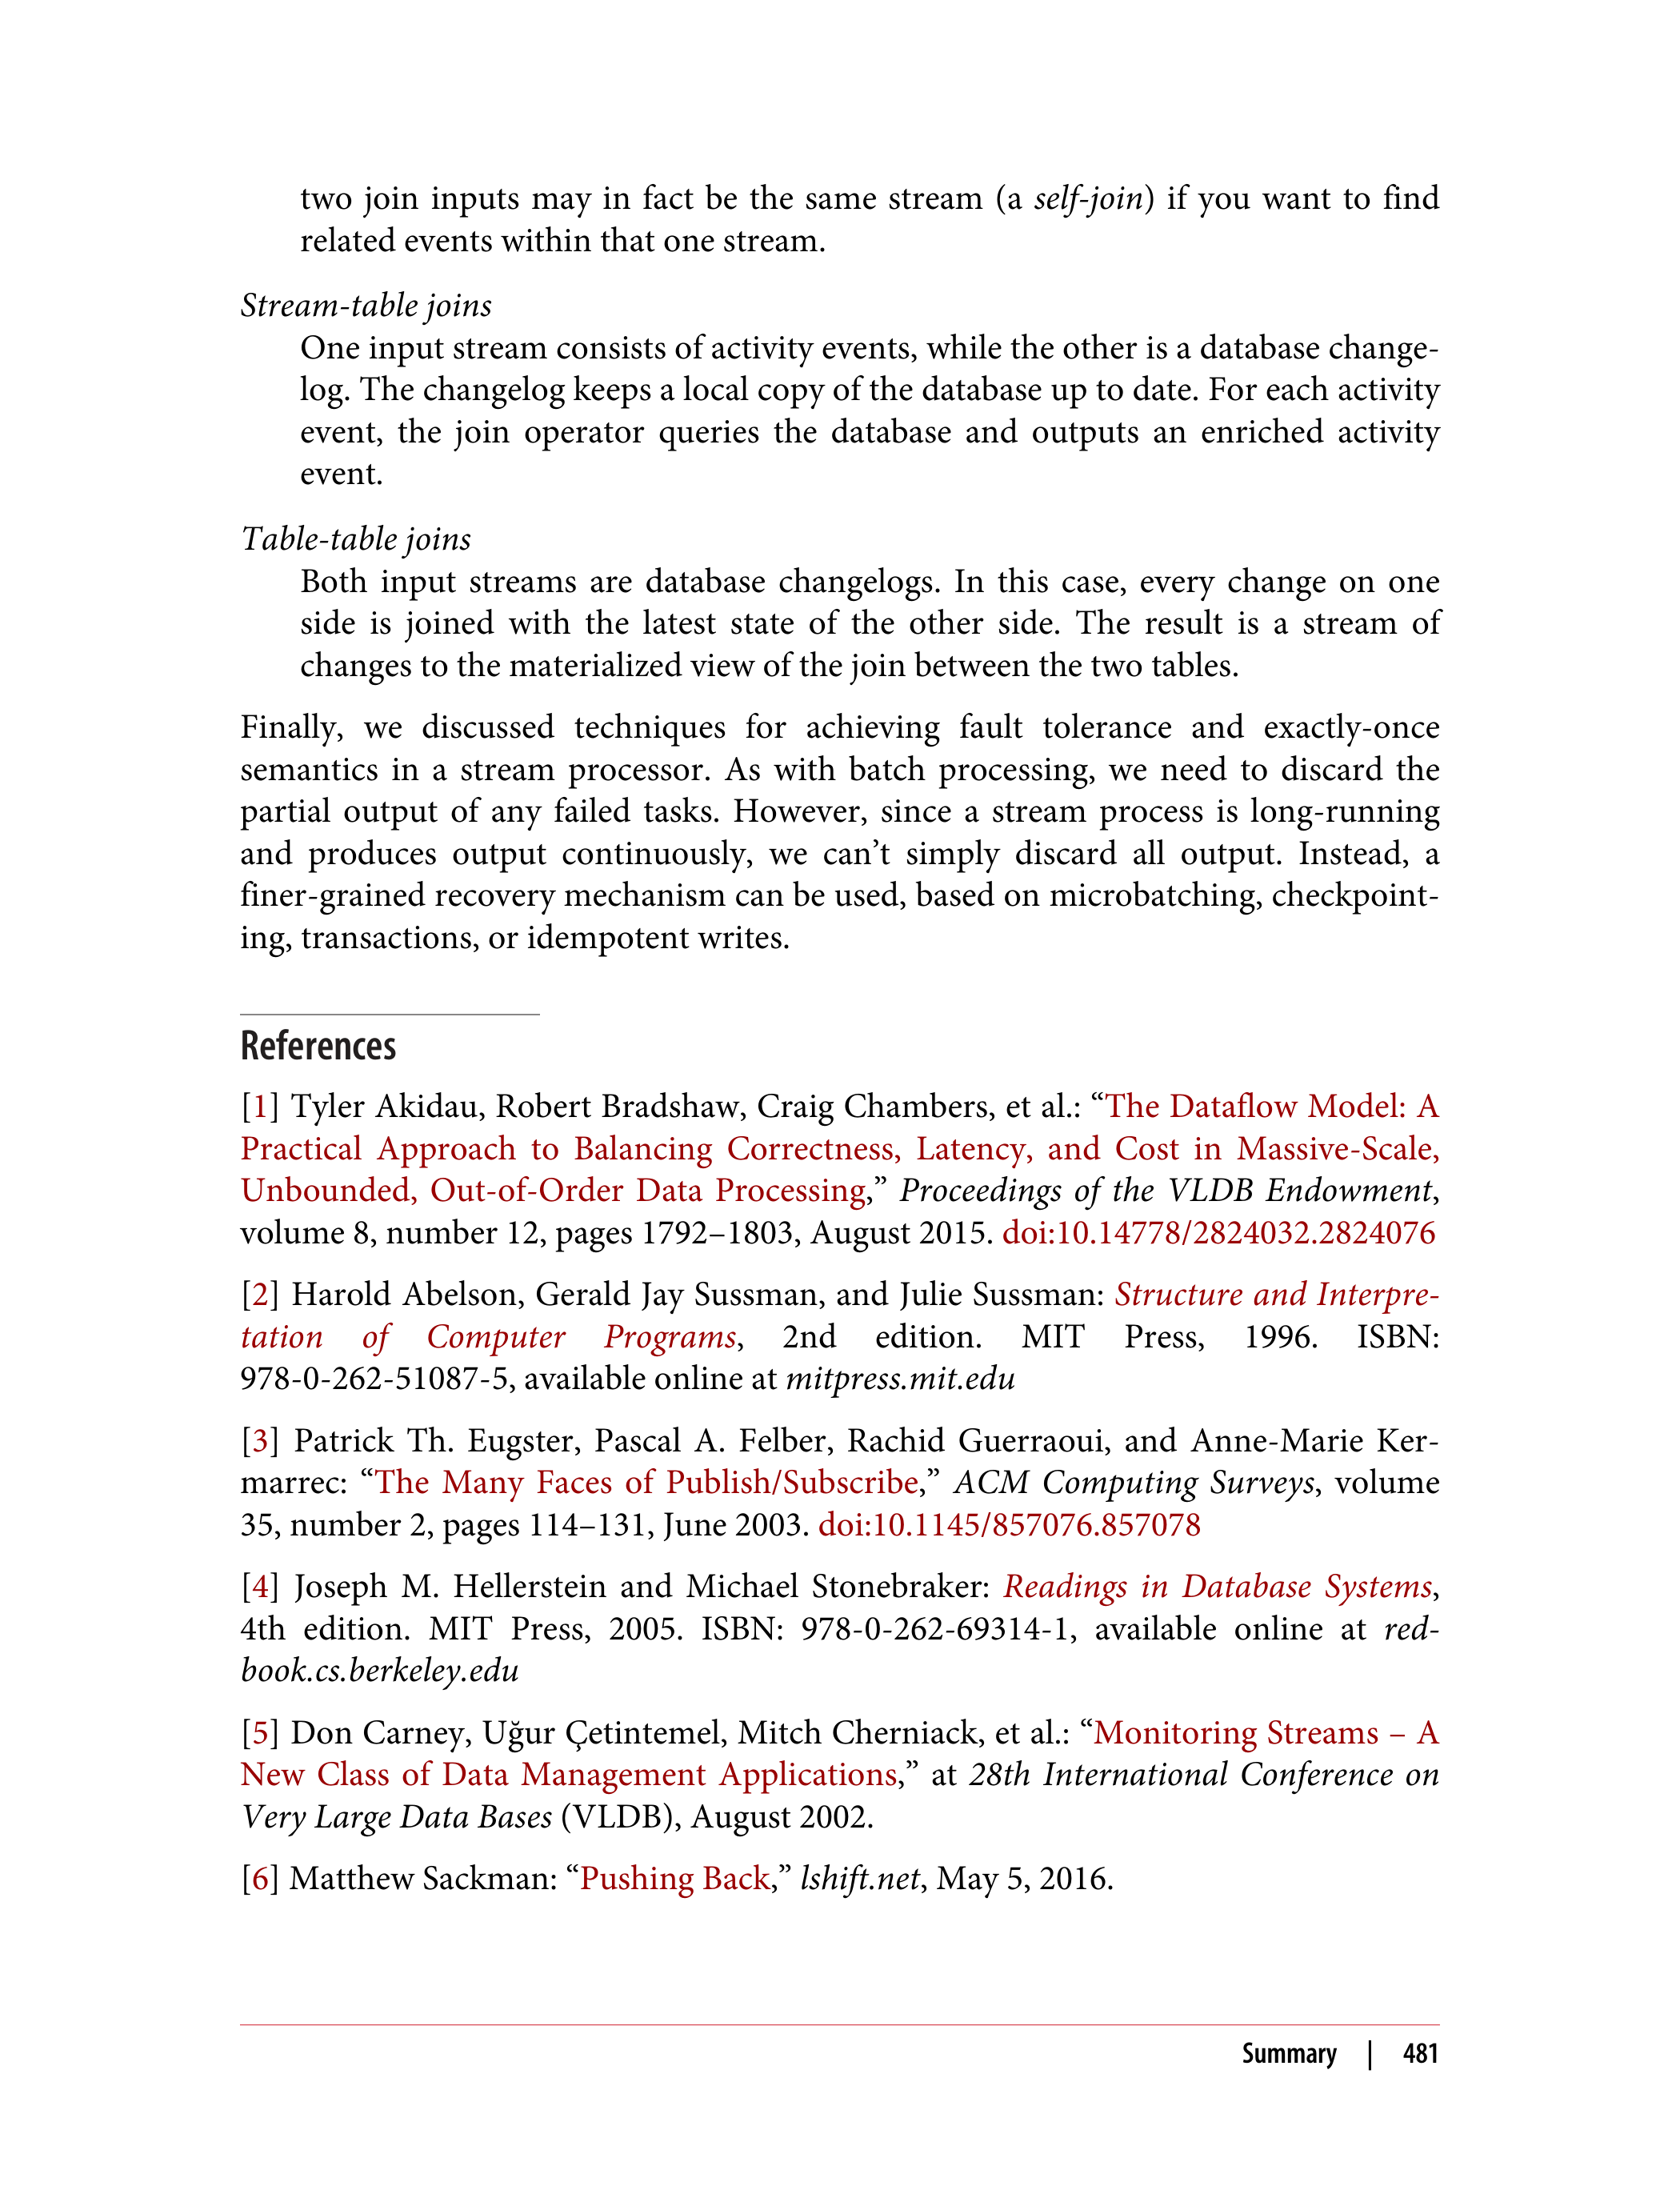 two join inputs may in fact be the same stream (a self-join) if you want to find
related events within that one stream.
Stream-table joins
One input stream consists of activity events, while the other is a database change-
log. The changelog keeps a local copy of the database up to date. For each activity
event, the join operator queries the database and outputs an enriched activity
event.
Table-table joins
Both input streams are database changelogs. In this case, every change on one
side is joined with the latest state of the other side. The result is a stream of
changes to the materialized view of the join between the two tables.
Finally, we discussed techniques for achieving fault tolerance and exactly-once
semantics in a stream processor. As with batch processing, we need to discard the
partial output of any failed tasks. However, since a stream process is long-running
and produces output continuously, we can’t simply discard all output. Instead, a
finer-grained recovery mechanism can be used, based on microbatching, checkpoint-
ing, transactions, or idempotent writes.
References
[1] Tyler Akidau, Robert Bradshaw, Craig Chambers, et al.: “The Dataflow Model: A
Practical Approach to Balancing Correctness, Latency, and Cost in Massive-Scale,
Unbounded, Out-of-Order Data Processing,” Proceedings of the VLDB Endowment,
volume 8, number 12, pages 1792–1803, August 2015. doi:10.14778/2824032.2824076
[2] Harold Abelson, Gerald Jay Sussman, and Julie Sussman: Structure and Interpre-
tation of Computer Programs, 2nd edition. MIT Press, 1996. ISBN:
978-0-262-51087-5, available online at mitpress.mit.edu
[3] Patrick Th. Eugster, Pascal A. Felber, Rachid Guerraoui, and Anne-Marie Ker-
marrec: “The Many Faces of Publish/Subscribe,” ACM Computing Surveys, volume
35, number 2, pages 114–131, June 2003. doi:10.1145/857076.857078
[4] Joseph M. Hellerstein and Michael Stonebraker: Readings in Database Systems,
4th edition. MIT Press, 2005. ISBN: 978-0-262-69314-1, available online at red-
book.cs.berkeley.edu
[5] Don Carney, Uğur Çetintemel, Mitch Cherniack, et al.: “Monitoring Streams – A
New Class of Data Management Applications,” at 28th International Conference on
Very Large Data Bases (VLDB), August 2002.
[6] Matthew Sackman: “Pushing Back,” lshift.net, May 5, 2016.
Summary | 481